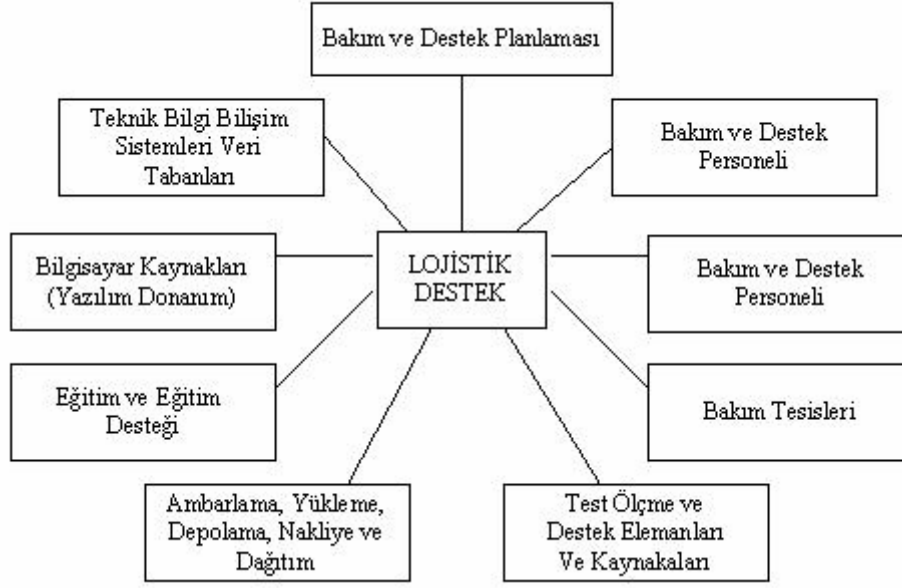 Bakım ve Destek Planlaması
Teknik Bilgi Bilişim
Sistemleri Veri
Tabanları
Bakım ve Destek
Personeli
Bilgisayar Kaynakları
(Yazılım Donanım)
LOJİSTİK
DESTEK
Bakım ve Destek
Personeli
Eğitim ve Eğitim
Desteği
Bakım Tesisleri
Ambarlama, Yükleme,
Depolama, Nakliye ve
Dağıtım
Test Ölçme ve
Destek Elemanları
Ve Kaynakaları